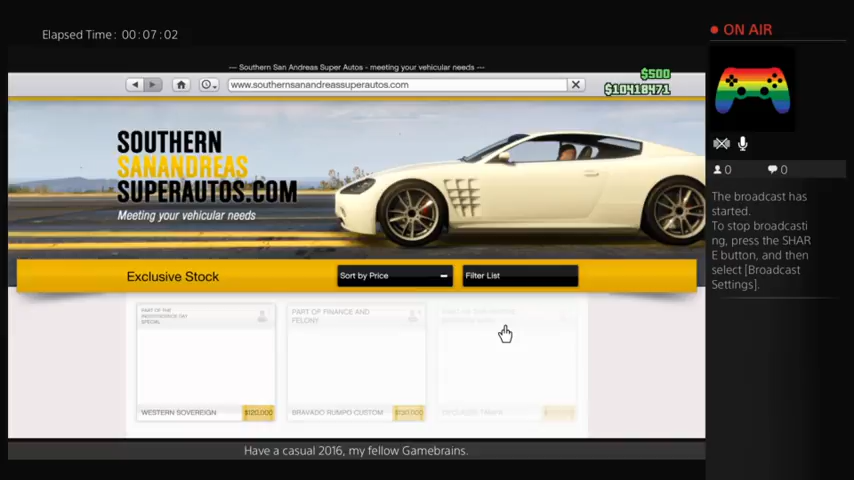 Elapsed Time: 00:07:02
ON AIR
--- Southern San Andreas Super Autos - meeting your vehicular needs ---
www.southernsanandreassuperautos.com
$500
$10418471
SOUTHERN
SANANDREAS
SUPERAUTOS.COM
Meeting your vehicular needs
0
0
The broadcast has
started.
To stop broadcasti
ng, press the SHAR
E button, and then
select [Broadcast
Settings].
Exclusive Stock
Sort by Price
Filter List
PART OF THE
INDEPENDENCE DAY
SPECIAL
PART OF FINANCE AND
FELONY
WESTERN SOVEREIGN
$120,000
BRAVADO RUMPO CUSTOM
$130,000
Have a casual 2016, my fellow Gamebrains.